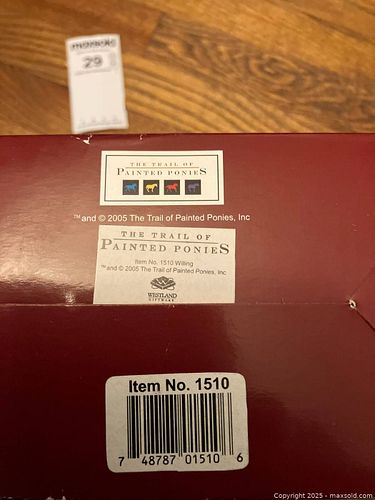 maxsold
29
THE TRAIL OF
PAINTED PONIES
™ and © 2005 The Trail of Painted Ponies, Inc
THE TRAIL OF
PAINTED PONIES
Item No. 1510 Willing
™ and © 2005 The Trail of Painted Ponies, Inc
WESTLAND
GIFTWARE
Item No. 1510
7 48787 01510 6
Copyright 2025 - maxsold.com